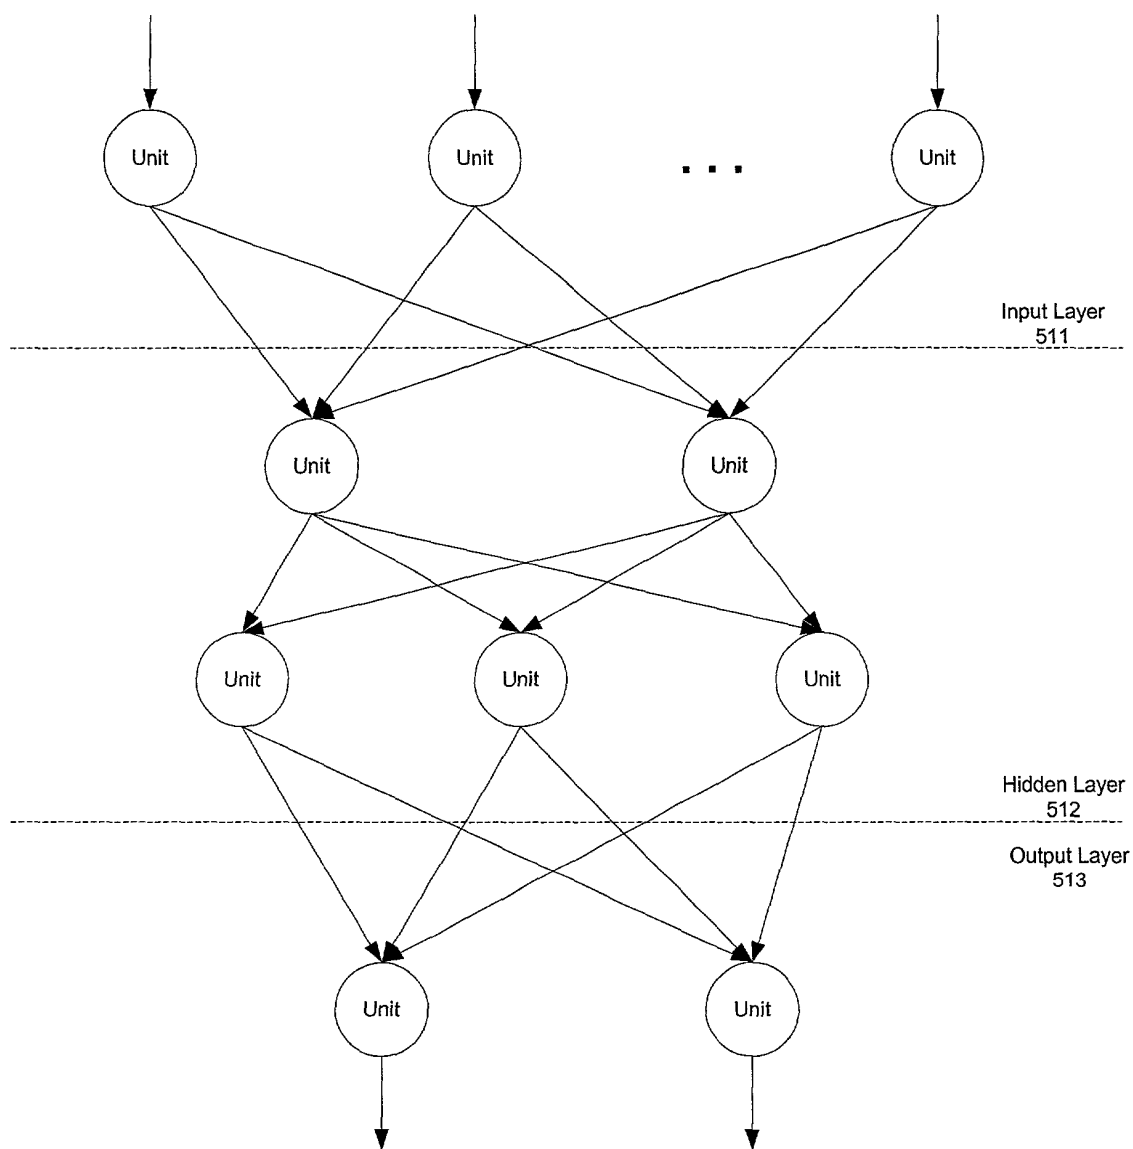 Unit
Unit
. . .
Unit
Input Layer
511
Unit
Unit
Unit
Unit
Unit
Hidden Layer
512
Output Layer
513
Unit
Unit